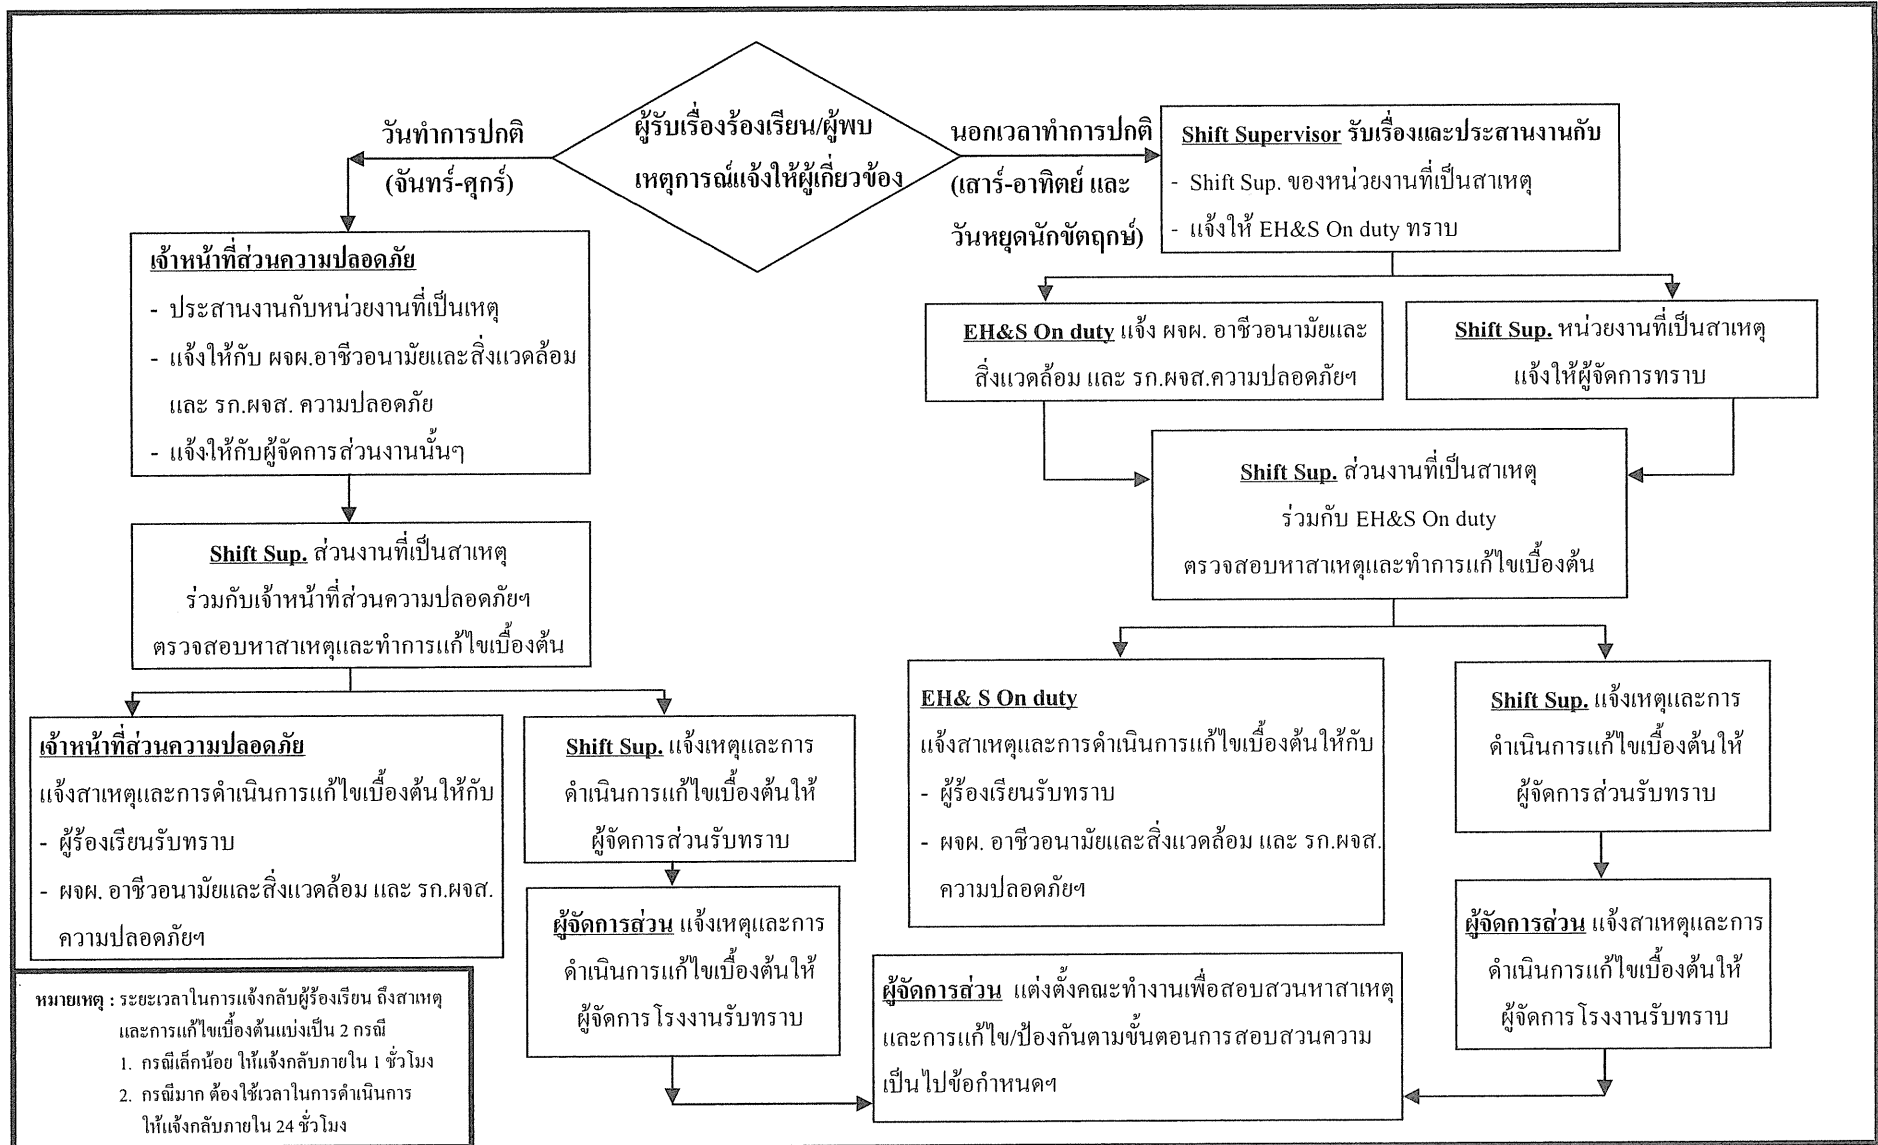 ผู้รับเรื่องร้องเรียน/ผู้พบ
เหตุการณ์แจ้งให้ผู้เกี่ยวข้อง
วันทำการปกติ
(จันทร์-ศุกร์)
เจ้าหน้าที่ส่วนความปลอดภัย
- ประสานงานกับหน่วยงานที่เป็นเหตุ
- แจ้งให้กับ ผจผ.อาชีวอนามัยและสิ่งแวดล้อม
และ รก.ผจส. ความปลอดภัย
- แจ้งให้กับผู้จัดการส่วนงานนั้นๆ
Shift Sup. ส่วนงานที่เป็นสาเหตุ
ร่วมกับเจ้าหน้าที่ส่วนความปลอดภัยฯ
ตรวจสอบหาสาเหตุและทำการแก้ไขเบื้องต้น
เจ้าหน้าที่ส่วนความปลอดภัย
แจ้งสาเหตุและการดำเนินการแก้ไขเบื้องต้นให้กับ
- ผู้ร้องเรียนรับทราบ
- ผจผ. อาชีวอนามัยและสิ่งแวดล้อม และ รก.ผจส.
ความปลอดภัยฯ
Shift Sup. แจ้งเหตุและการ
ดำเนินการแก้ไขเบื้องต้นให้
ผู้จัดการส่วนรับทราบ
ผู้จัดการส่วน แจ้งเหตุและการ
ดำเนินการแก้ไขเบื้องต้นให้
ผู้จัดการโรงงานรับทราบ
นอกเวลาทำการปกติ
(เสาร์-อาทิตย์ และ
วันหยุดนักขัตฤกษ์)
Shift Supervisor รับเรื่องและประสานงานกับ
- Shift Sup. ของหน่วยงานที่เป็นสาเหตุ
- แจ้งให้ EH&S On duty ทราบ
EH&S On duty แจ้ง ผจผ. อาชีวอนามัยและ
สิ่งแวดล้อม และ รก.ผจส.ความปลอดภัยฯ
Shift Sup. หน่วยงานที่เป็นสาเหตุ
แจ้งให้ผู้จัดการทราบ
Shift Sup. ส่วนงานที่เป็นสาเหตุ
ร่วมกับ EH&S On duty
ตรวจสอบหาสาเหตุและทำการแก้ไขเบื้องต้น
EH& S On duty
แจ้งสาเหตุและการดำเนินการแก้ไขเบื้องต้นให้กับ
- ผู้ร้องเรียนรับทราบ
- ผจผ. อาชีวอนามัยและสิ่งแวดล้อม และ รก.ผจส.
ความปลอดภัยฯ
Shift Sup. แจ้งเหตุและการ
ดำเนินการแก้ไขเบื้องต้นให้
ผู้จัดการส่วนรับทราบ
ผู้จัดการส่วน แจ้งสาเหตุและการ
ดำเนินการแก้ไขเบื้องต้นให้
ผู้จัดการโรงงานรับทราบ
ผู้จัดการส่วน แต่งตั้งคณะทำงานเพื่อสอบสวนหาสาเหตุ
และการแก้ไข/ป้องกันตามขั้นตอนการสอบสวนความ
เป็นไปข้อกำหนดฯ
หมายเหตุ : ระยะเวลาในการแจ้งกลับผู้ร้องเรียน ถึงสาเหตุ
และการแก้ไขเบื้องต้นแบ่งเป็น 2 กรณี
1. กรณีเล็กน้อย ให้แจ้งกลับภายใน 1 ชั่วโมง
2. กรณีมาก ต้องใช้เวลาในการดำเนินการ
ให้แจ้งกลับภายใน 24 ชั่วโมง